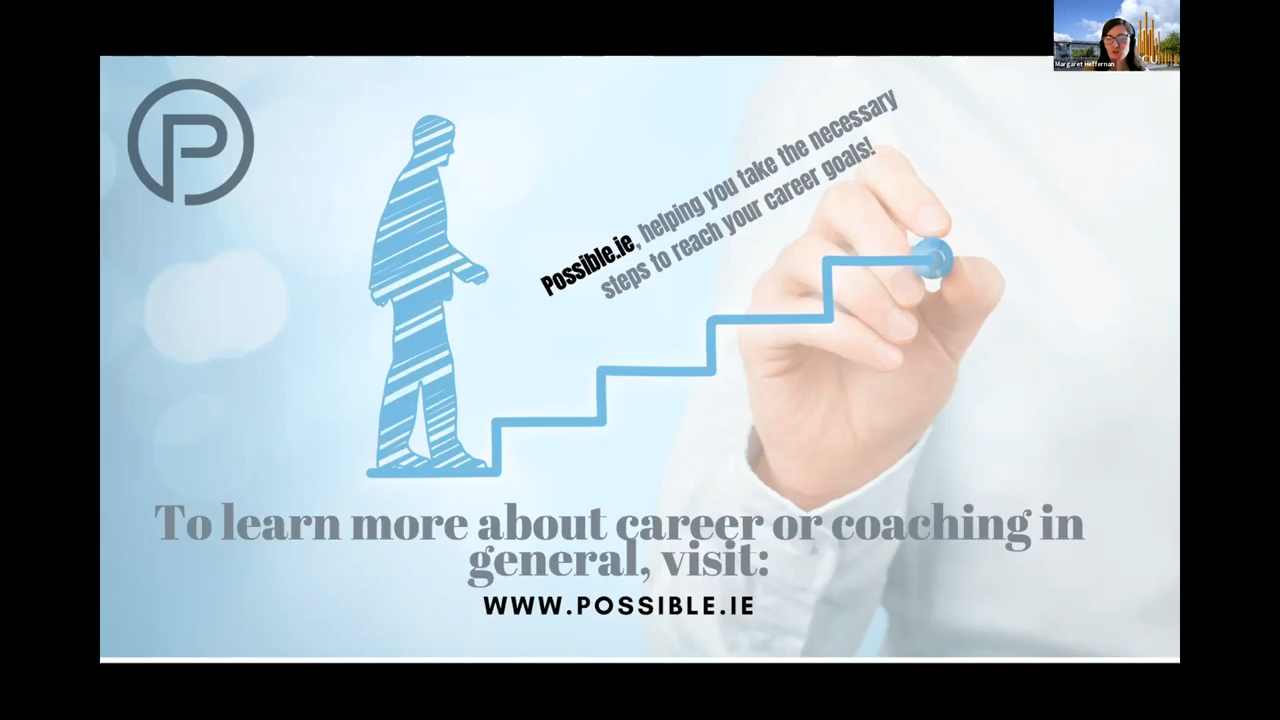 Margaret Heffernan
P
Possible.ie, helping you take the necessary
steps to reach your career goals!
To learn more about career or coaching in
general, visit:
WWW.POSSIBLE.IE